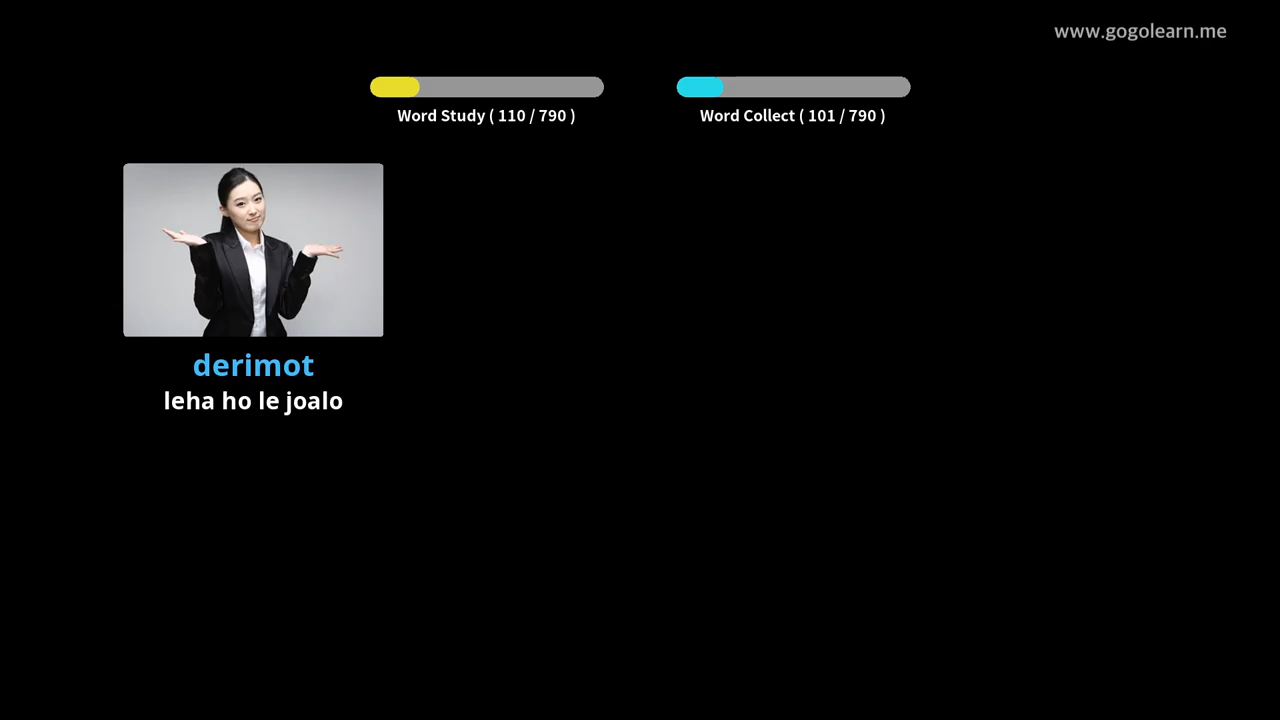 www.gogolearn.me
Word Study ( 110 / 790 )
Word Collect ( 101 / 790 )
derimot
leha ho le joalo